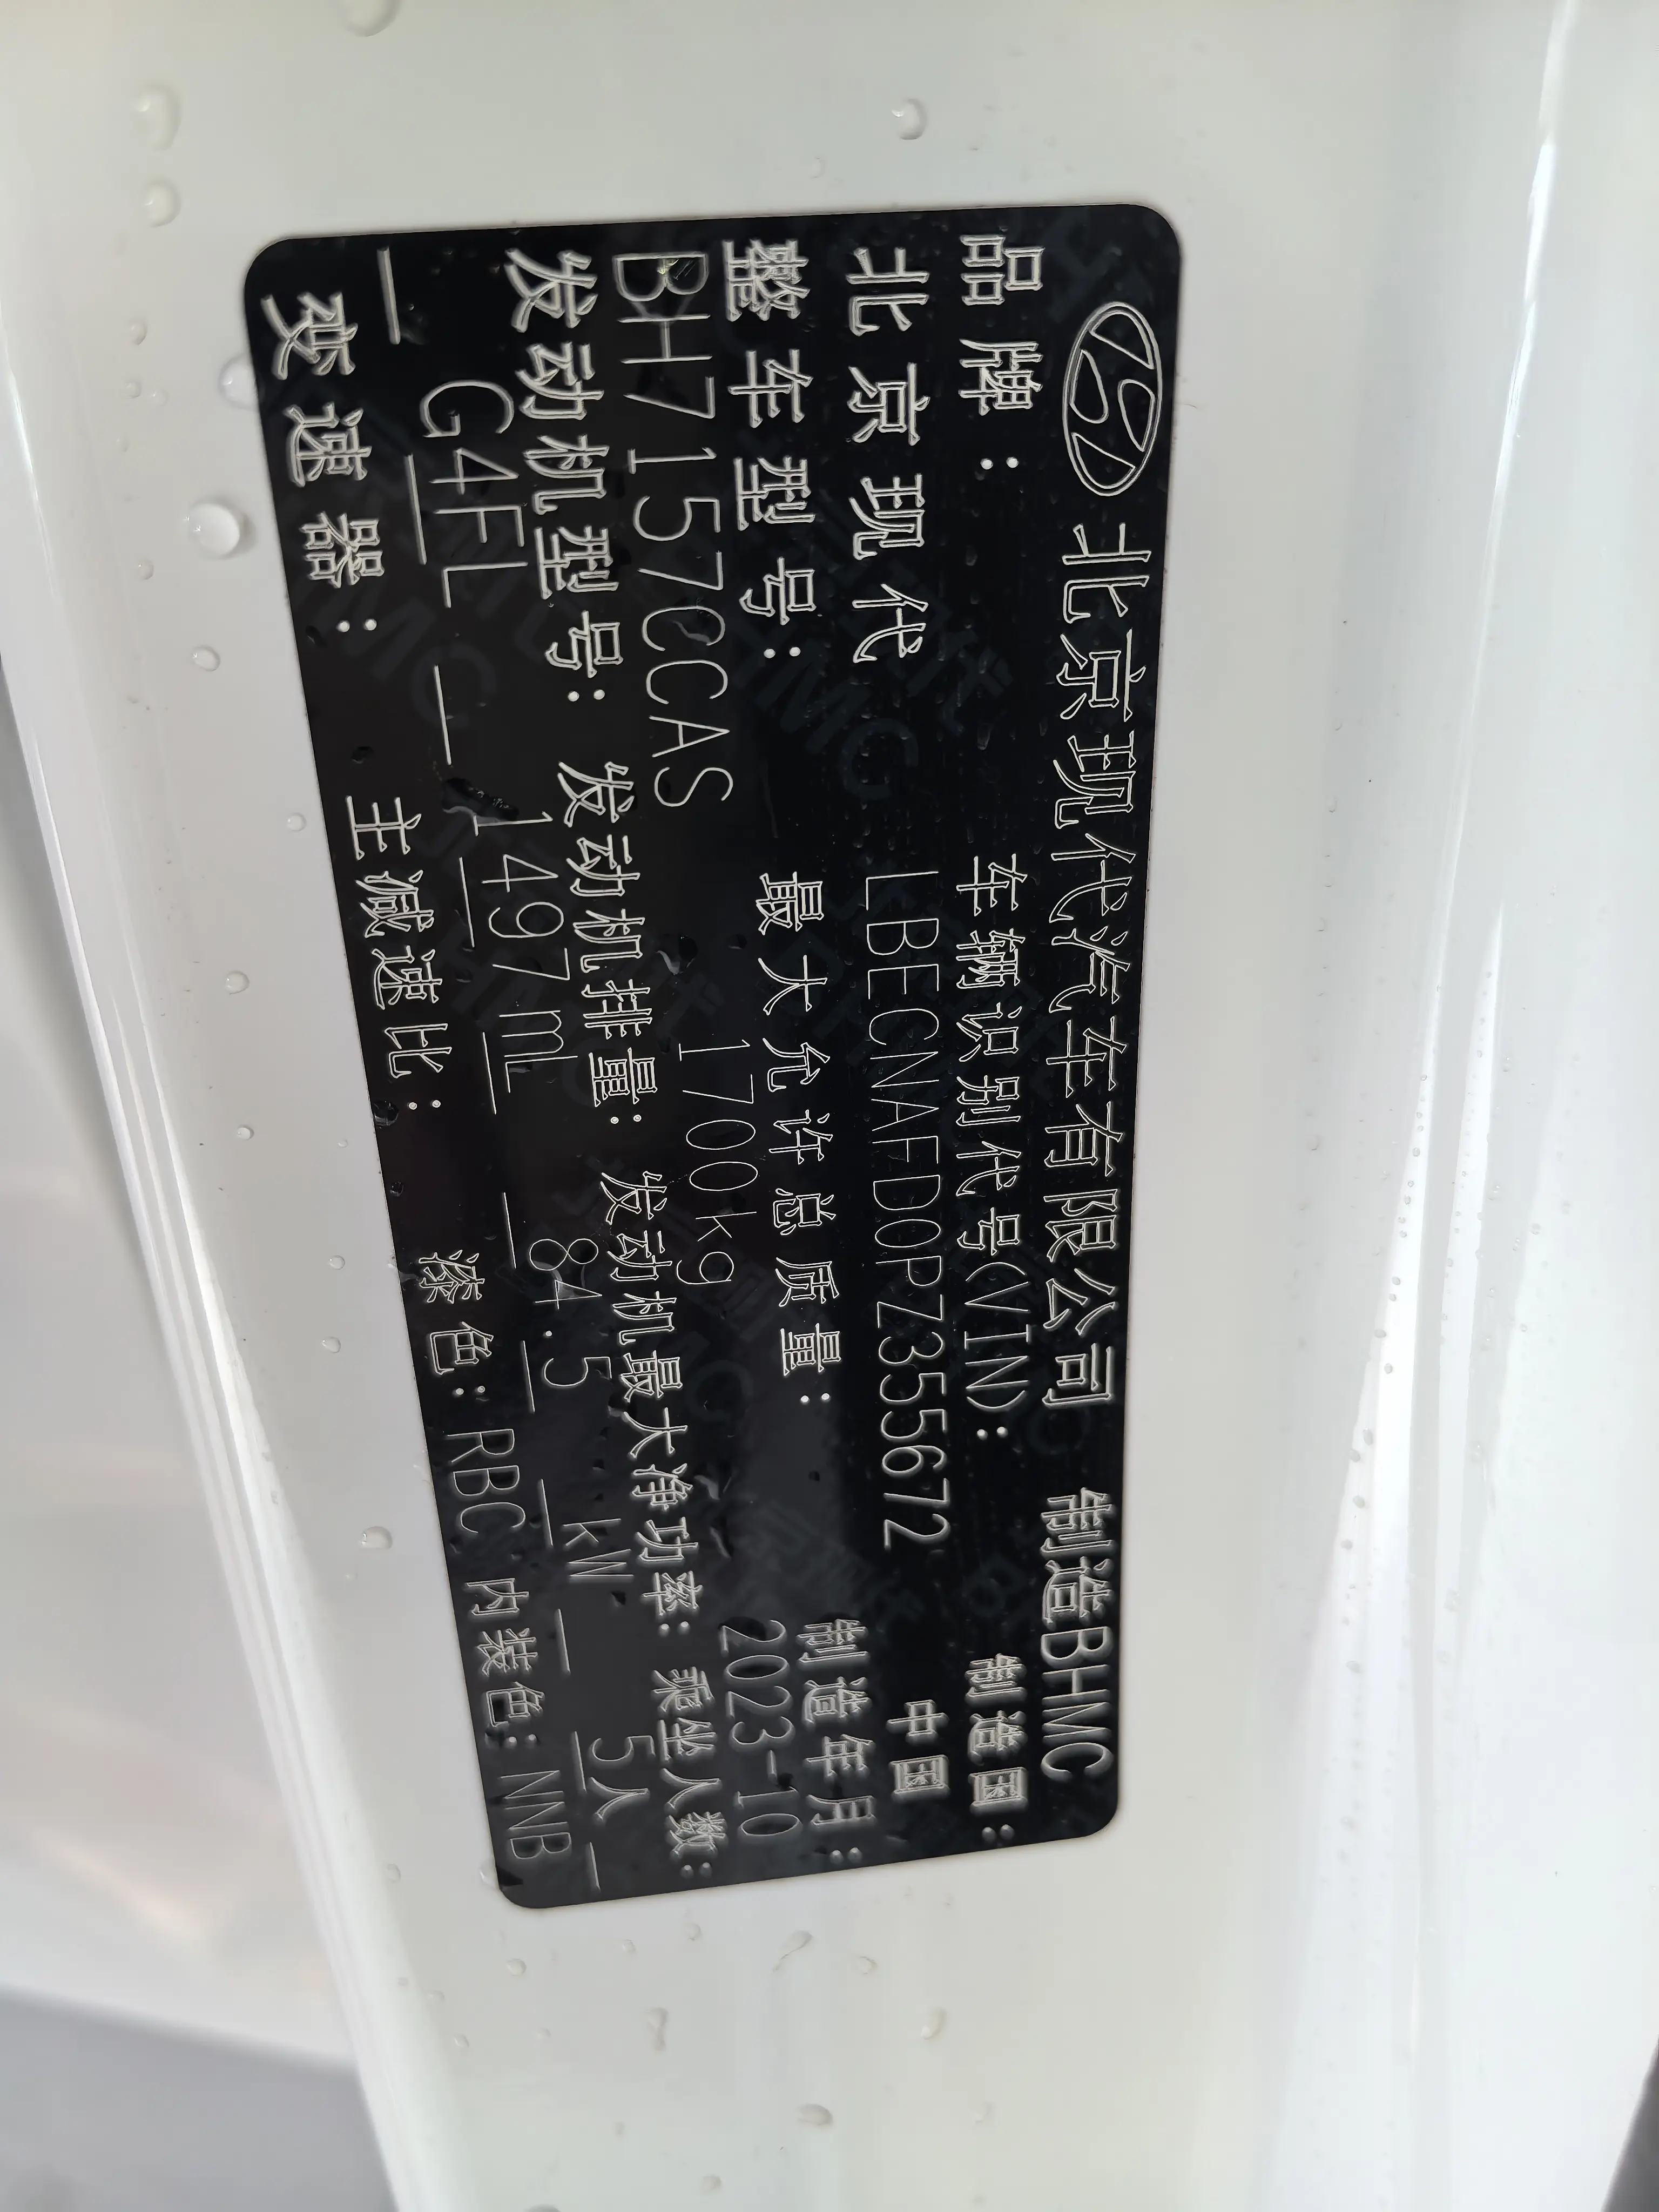 北京现代汽车有限公司 制造BHMC
品牌: 车辆识别代号(VIN): 制造国:
北京现代 LBECNAFD0PZ355672 中国
整车型号: 最大允许总质量: 制造年月:
BH7157CCAS 1700kg 2023-10
发动机型号: 发动机排量: 发动机最大净功率: 乘坐人数:
G4FL 1497mL 84.5 kW 5人
变速器: 主减速比: 漆色: RBC 内装色: NNB